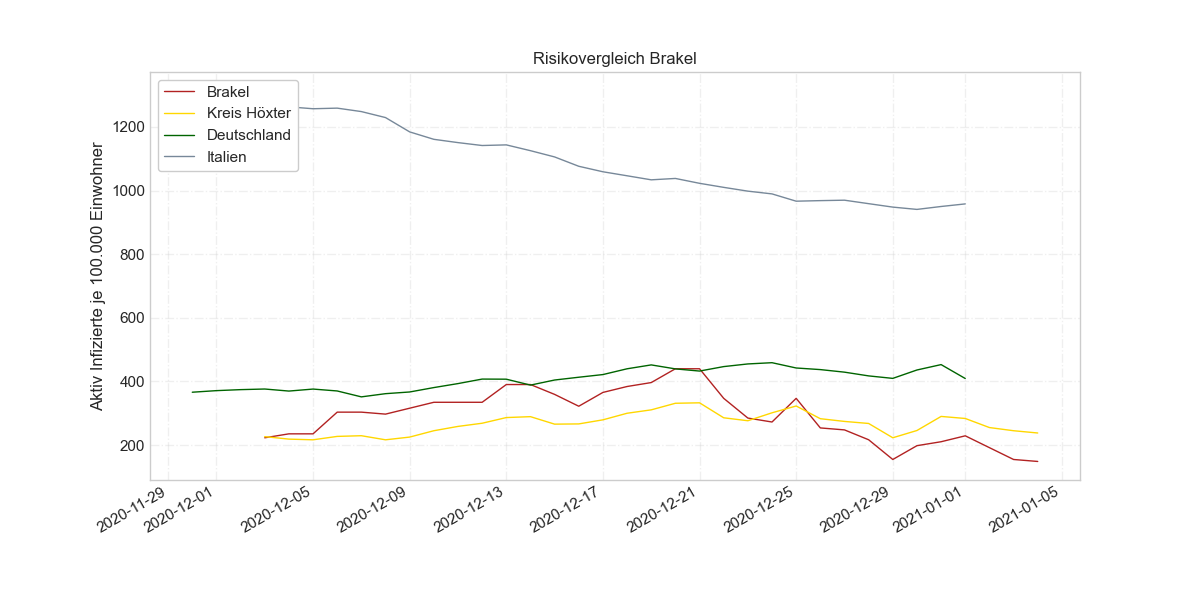 Risikovergleich Brakel
Brakel
Kreis Höxter
Deutschland
Italien
Aktiv Infizierte je 100.000 Einwohner
1200
1000
800
600
400
200
2020-11-29
2020-12-01
2020-12-05
2020-12-09
2020-12-13
2020-12-17
2020-12-21
2020-12-25
2020-12-29
2021-01-01
2021-01-05